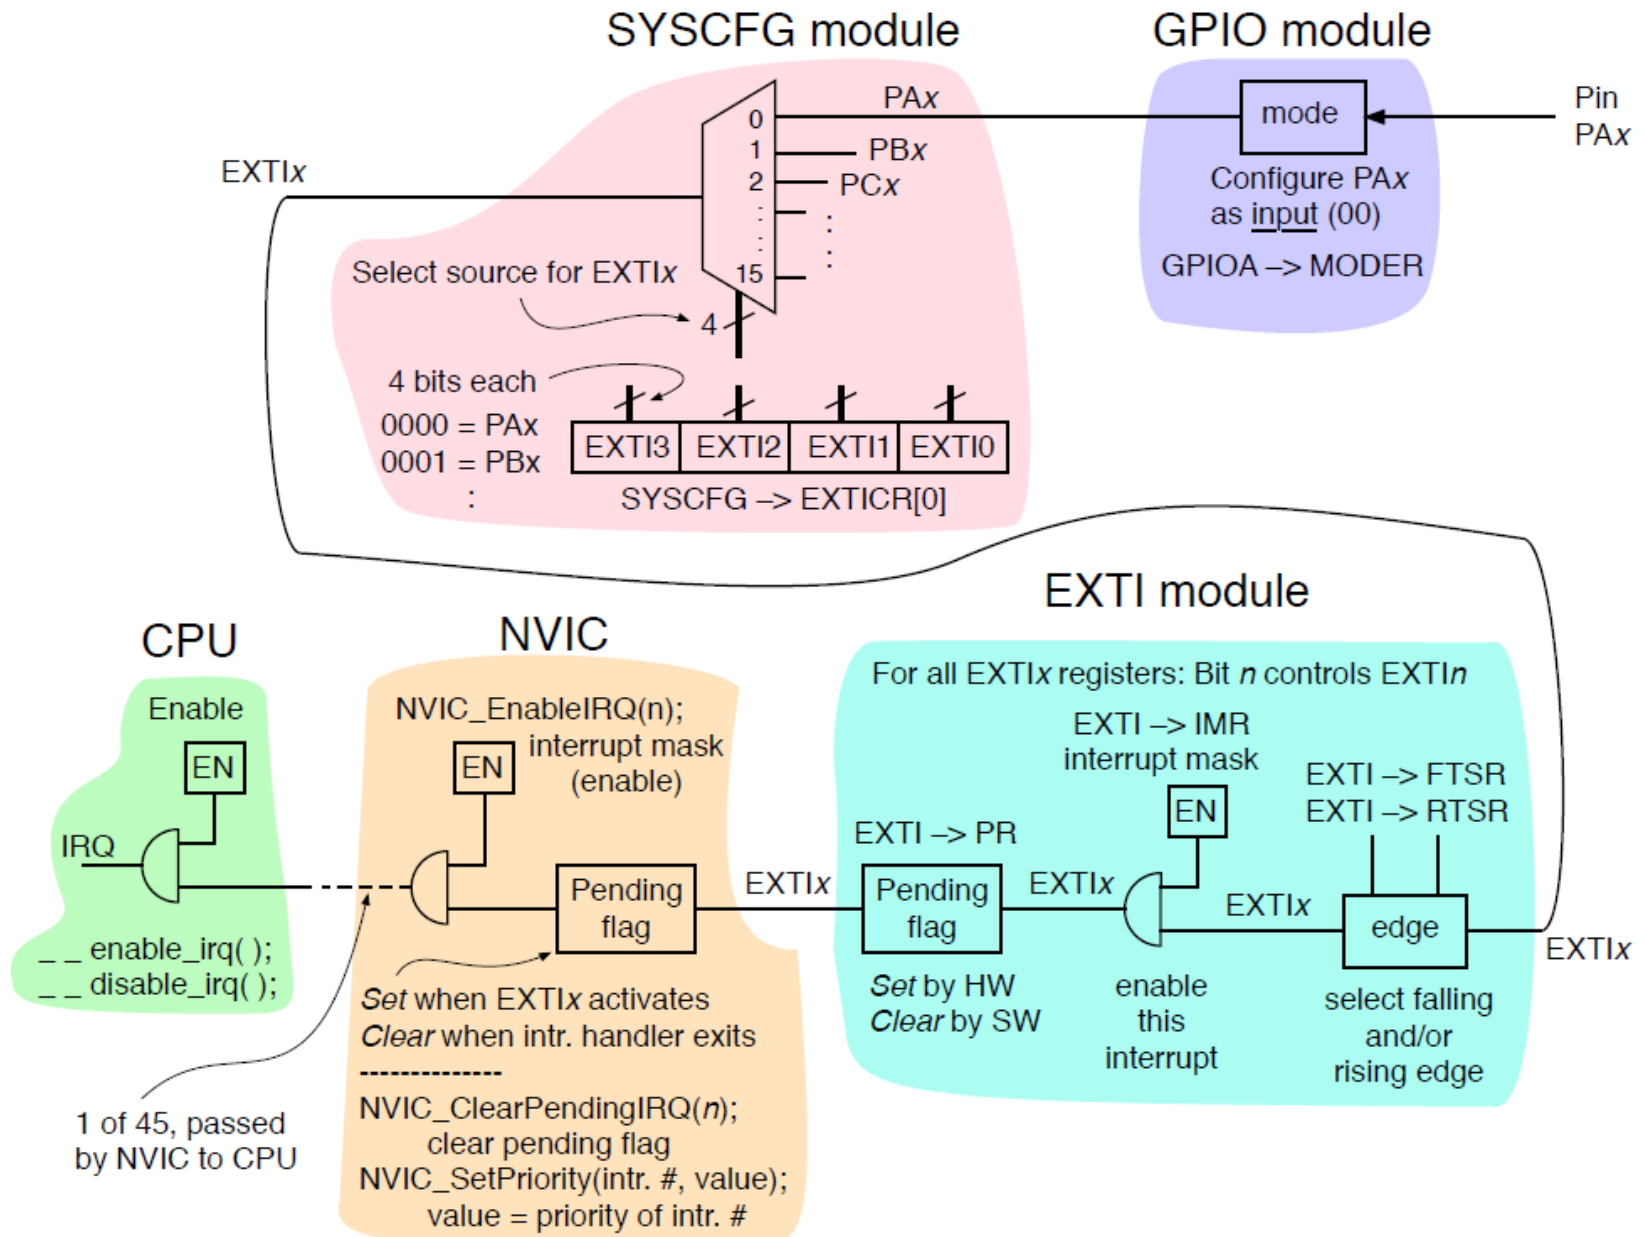 SYSCFG module
GPIO module
PAx
mode
Pin
PAx
0
1
PBx
2
PCx
:
:
:
:
15
EXTIx
Configure PAx
as input (00)
GPIOA –> MODER
Select source for EXTIx
4
4 bits each
0000 = PAx
0001 = PBx
:
EXTI3 EXTI2 EXTI1 EXTI0
SYSCFG –> EXTICR[0]
EXTI module
For all EXTIx registers: Bit n controls EXTIn
EXTI –> IMR
interrupt mask
EN
EXTI –> FTSR
EXTI –> RTSR
EXTI –> PR
Pending
flag
EXTIx
EXTIx
edge
EXTIx
Set by HW
Clear by SW
enable
this
interrupt
select falling
and/or
rising edge
NVIC
NVIC_EnableIRQ(n);
interrupt mask
(enable)
EN
Pending
flag
EXTIx
Set when EXTIx activates
Clear when intr. handler exits
--------------
NVIC_ClearPendingIRQ(n);
clear pending flag
NVIC_SetPriority(intr. #, value);
value = priority of intr. #
CPU
Enable
EN
IRQ
_ _ enable_irq( );
_ _ disable_irq( );
1 of 45, passed
by NVIC to CPU